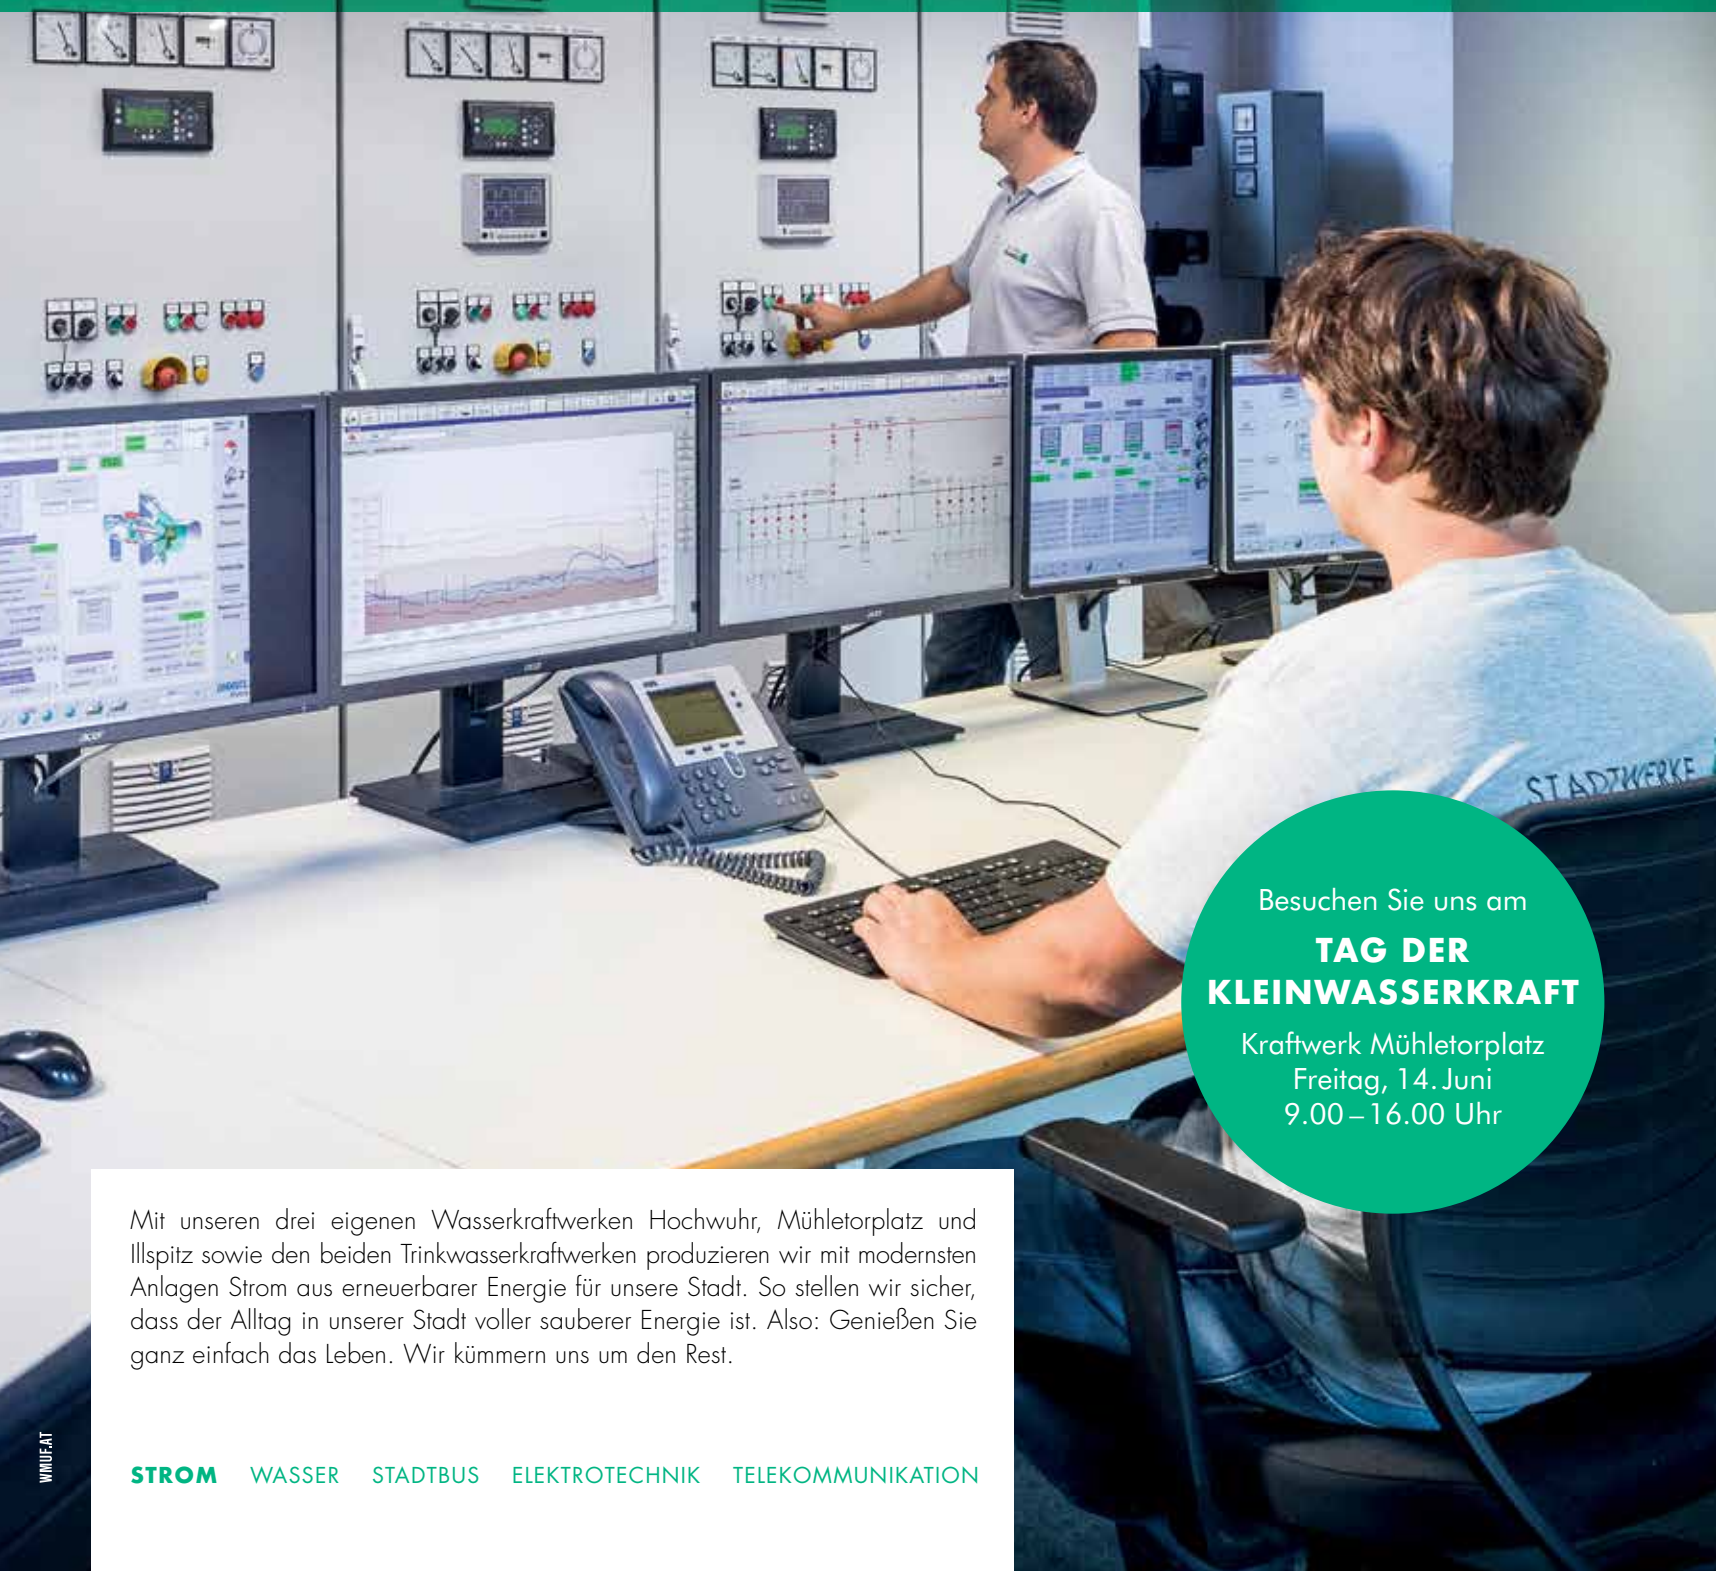 STADTWERKE
Besuchen Sie uns am
TAG DER
KLEINWASSERKRAFT
Kraftwerk Mühletorplatz
Freitag, 14. Juni
9.00 – 16.00 Uhr
Mit unseren drei eigenen Wasserkraftwerken Hochwuhr, Mühletorplatz und
Illspitz sowie den beiden Trinkwasserkraftwerken produzieren wir mit modernsten
Anlagen Strom aus erneuerbarer Energie für unsere Stadt. So stellen wir sicher,
dass der Alltag in unserer Stadt voller sauberer Energie ist. Also: Genießen Sie
ganz einfach das Leben. Wir kümmern uns um den Rest.
WMUF.AT
STROM WASSER STADTBUS ELEKTROTECHNIK TELEKOMMUNIKATION